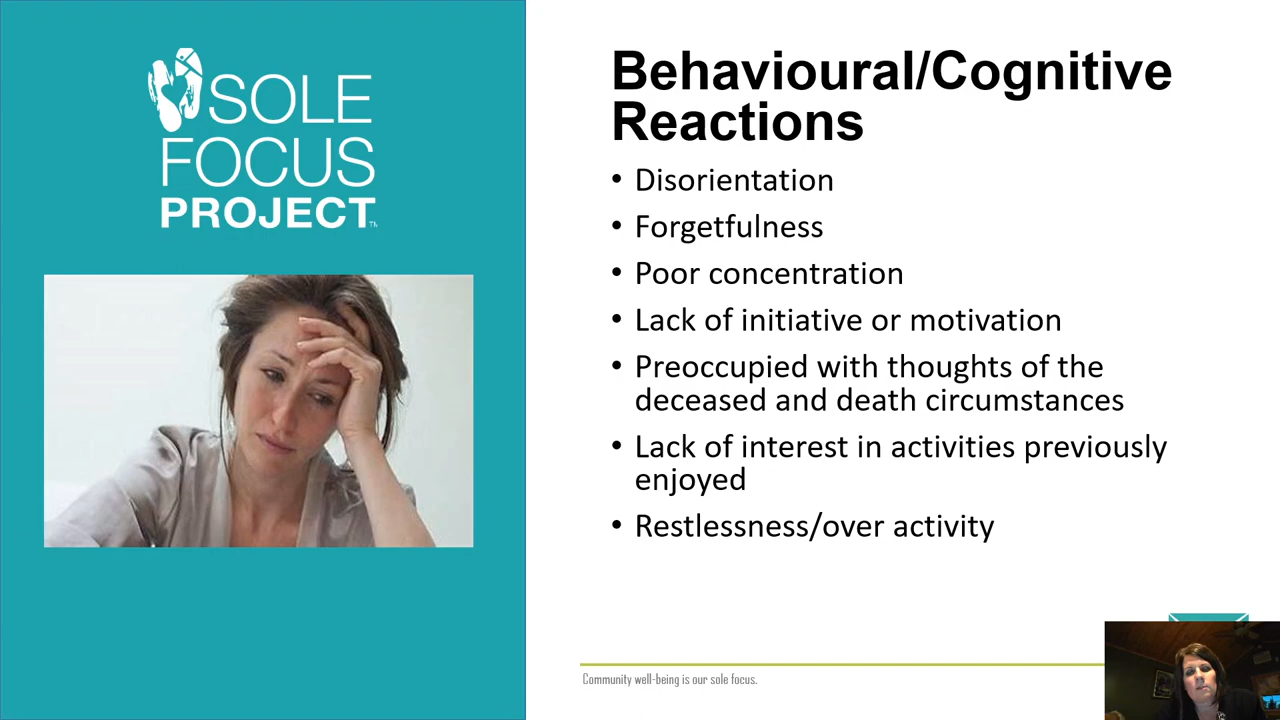 SOLE
FOCUS
PROJECT
TM
Behavioural/Cognitive
Reactions
• Disorientation
• Forgetfulness
• Poor concentration
• Lack of initiative or motivation
• Preoccupied with thoughts of the
deceased and death circumstances
• Lack of interest in activities previously
enjoyed
• Restlessness/over activity
Community well-being is our sole focus.